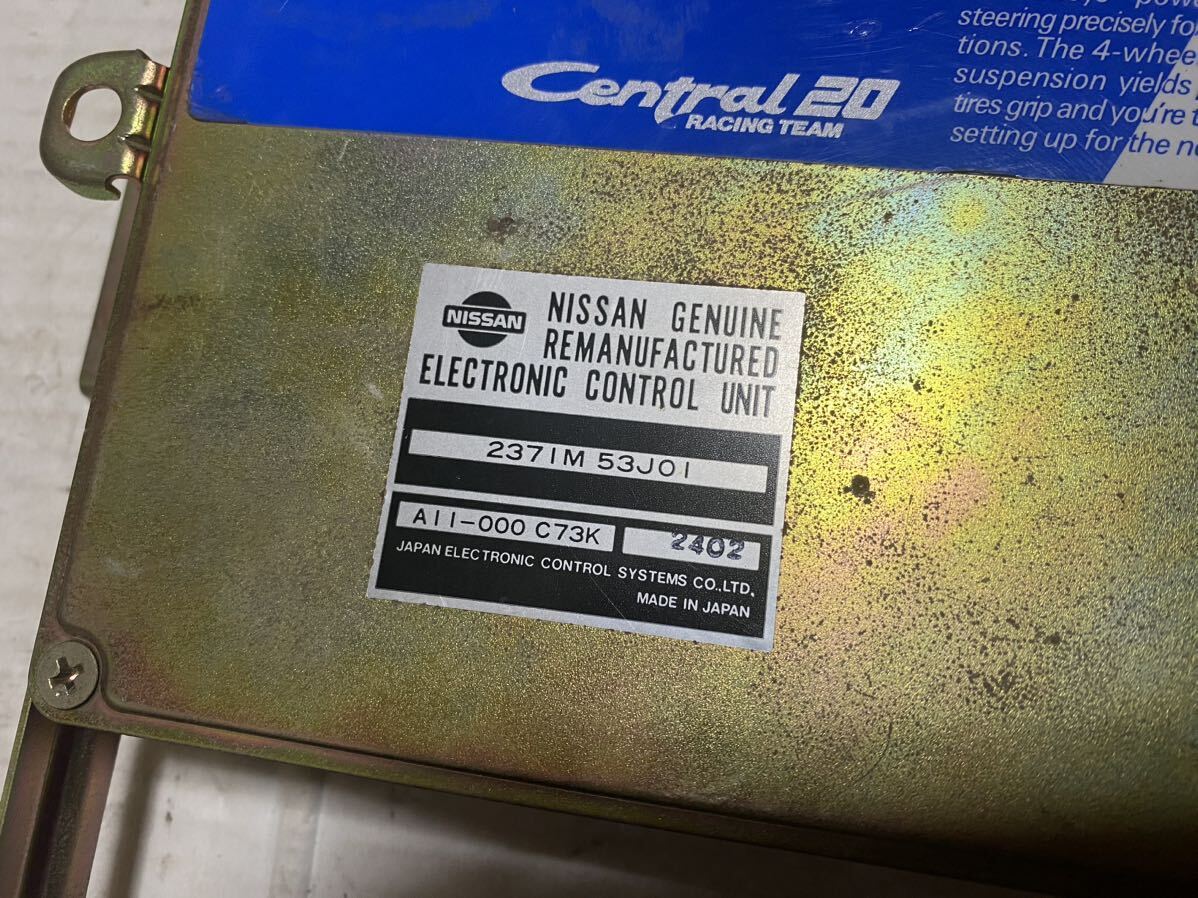 steering precisely fo
tions. The 4-whee
suspension yields
tires grip and you're t
setting up for the n
Central 20
RACING TEAM
NISSAN
NISSAN GENUINE
REMANUFACTURED
ELECTRONIC CONTROL UNIT
2371M 53J01
A11-000 C73K
2402
JAPAN ELECTRONIC CONTROL SYSTEMS CO.,LTD.
MADE IN JAPAN